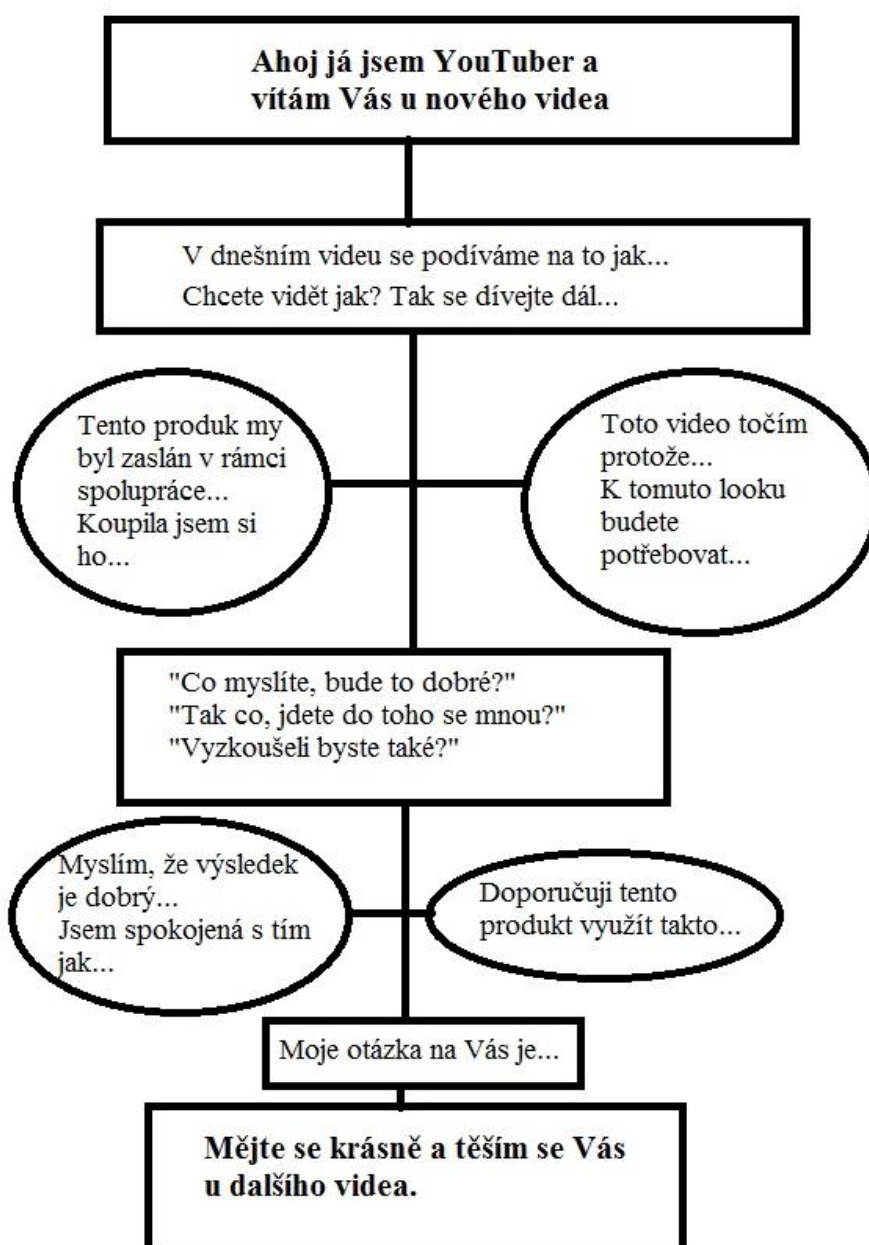 Ahoj já jsem YouTuber a
vítám Vás u nového videa
V dnešním videu se podíváme na to jak...
Chcete vidět jak? Tak se dívejte dál...
Tento produk my
byl zaslán v rámci
spolupráce...
Koupila jsem si
ho...
Toto video točím
protože...
K tomuto looku
budete
potřebovat...
"Co myslíte, bude to dobré?"
"Tak co, jdete do toho se mnou?"
"Vyzkoušeli byste také?"
Myslím, že výsledek
je dobrý...
Jsem spokojená s tím
jak...
Doporučuji tento
produkt využít takto...
Moje otázka na Vás je...
Mějte se krásně a těším se Vás
u dalšího videa.